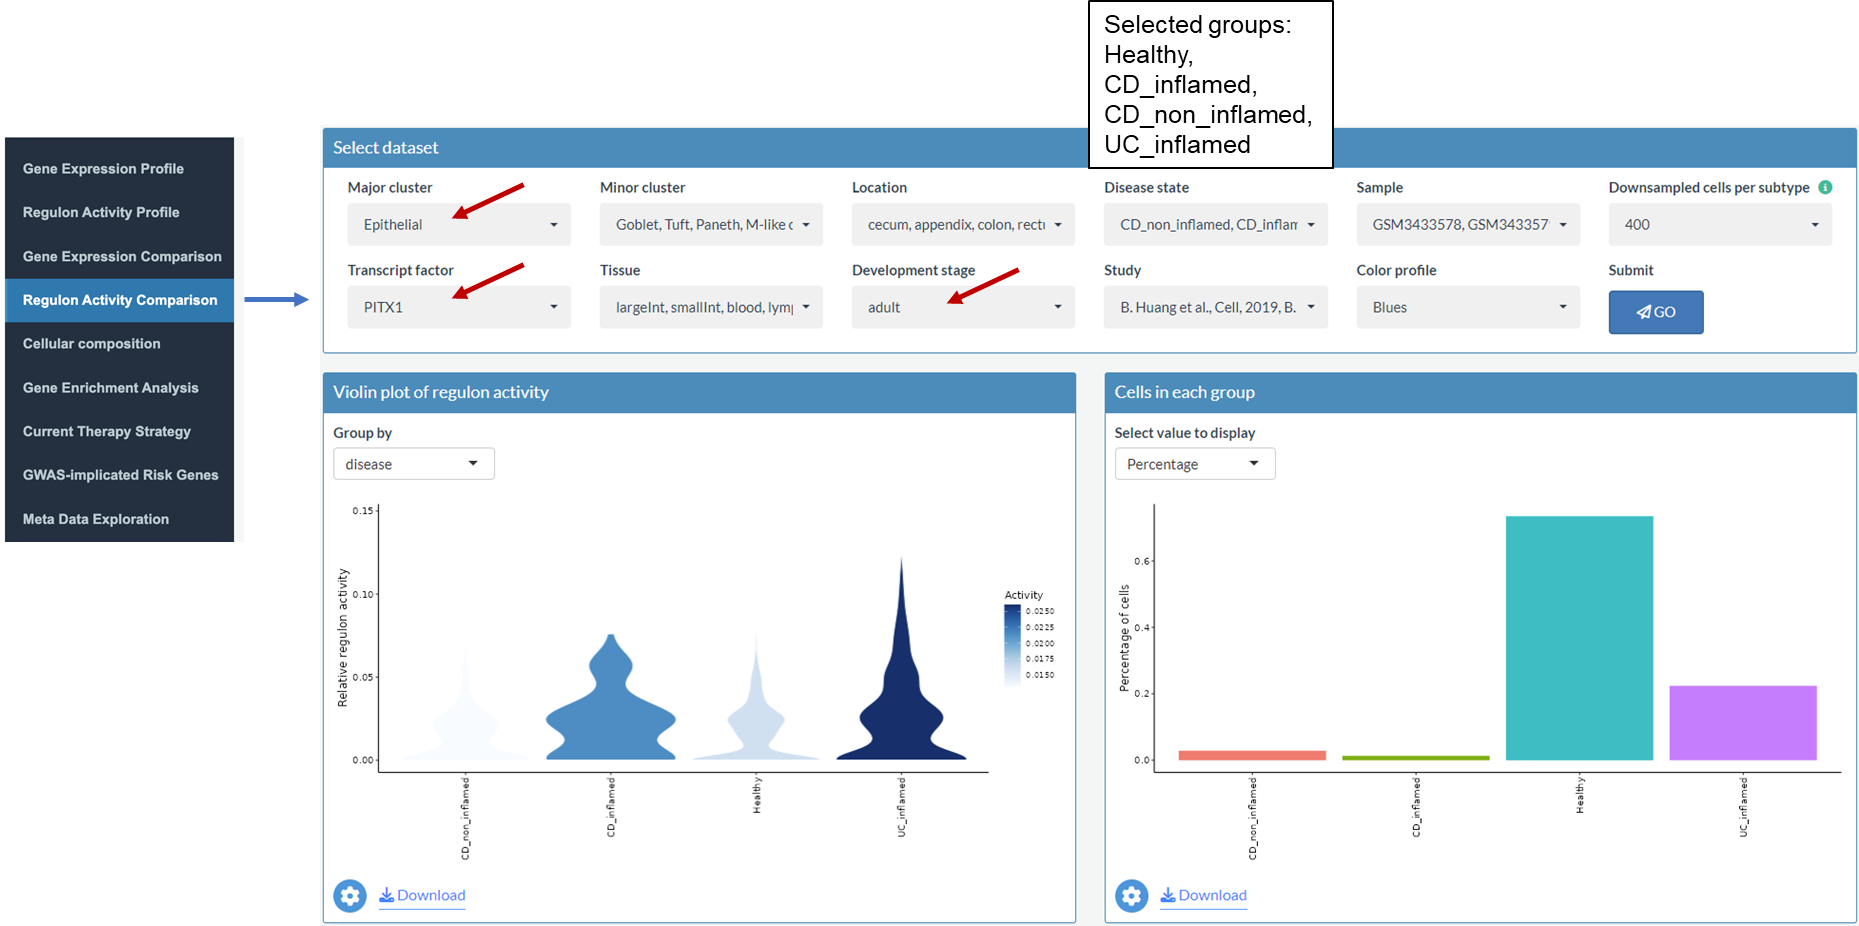 Selected groups:
Healthy,
CD_inflamed,
CD_non_inflamed,
UC_inflamed
Gene Expression Profile
Regulon Activity Profile
Gene Expression Comparison
Regulon Activity Comparison
Cellular composition
Gene Enrichment Analysis
Current Therapy Strategy
GWAS-implicated Risk Genes
Meta Data Exploration
Select dataset
Major cluster
Minor cluster
Location
Disease state
Sample
Downsampled cells per subtype
Epithelial
Goblet, Tuft, Paneth, M-like c
cecum, appendix, colon, rect
CD_non_inflamed, CD_inflam
GSM3433578, GSM343357
400
Transcript factor
Tissue
Development stage
Study
Color profile
Submit
PITX1
largeInt, smallInt, blood, lym
adult
B. Huang et al., Cell, 2019, B.
Blues
GO
Violin plot of regulon activity
Group by
disease
0.15
0.10
0.05
0.00
Relative regulon activity
CD_non_inflamed
CD_inflamed
Healthy
UC_inflamed
Activity
0.0250
0.0225
0.0200
0.0175
0.0150
Download
Cells in each group
Select value to display
Percentage
0.6
0.4
0.2
0.0
Percentage of cells
CD_non_inflamed
CD_inflamed
Healthy
UC_inflamed
Download